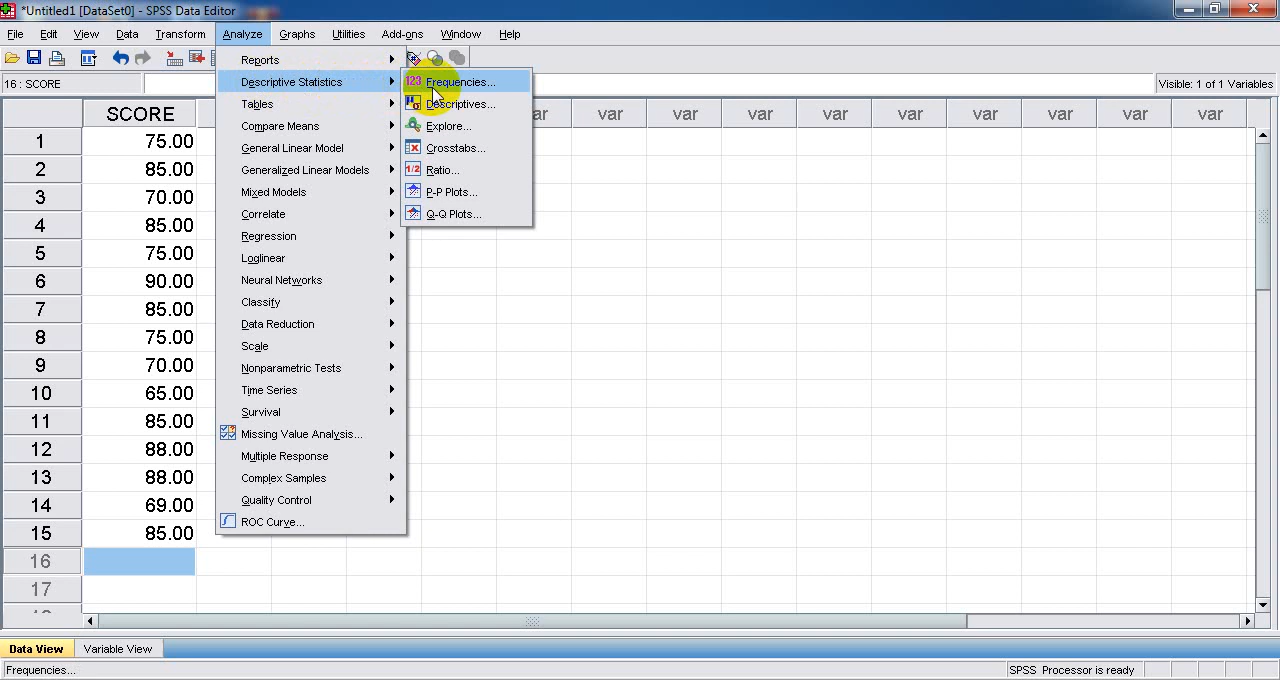 *Untitled1 [DataSet0] - SPSS Data Editor
File Edit View Data Transform Analyze Graphs Utilities Add-ons Window Help
16 : SCORE
Visible: 1 of 1 Variables
Reports
Descriptive Statistics
Tables
Compare Means
General Linear Model
Generalized Linear Models
Mixed Models
Correlate
Regression
Loglinear
Neural Networks
Classify
Data Reduction
Scale
Nonparametric Tests
Time Series
Survival
Missing Value Analysis...
Multiple Response
Complex Samples
Quality Control
ROC Curve...
123 Frequencies...
Descriptives...
Explore...
Crosstabs...
1/2 Ratio...
P-P Plots...
Q-Q Plots...
SCORE ar var var var var var var var var var
1 75.00
2 85.00
3 70.00
4 85.00
5 75.00
6 90.00
7 85.00
8 75.00
9 70.00
10 65.00
11 85.00
12 88.00
13 88.00
14 69.00
15 85.00
16
17
Data View Variable View
Frequencies...
SPSS Processor is ready